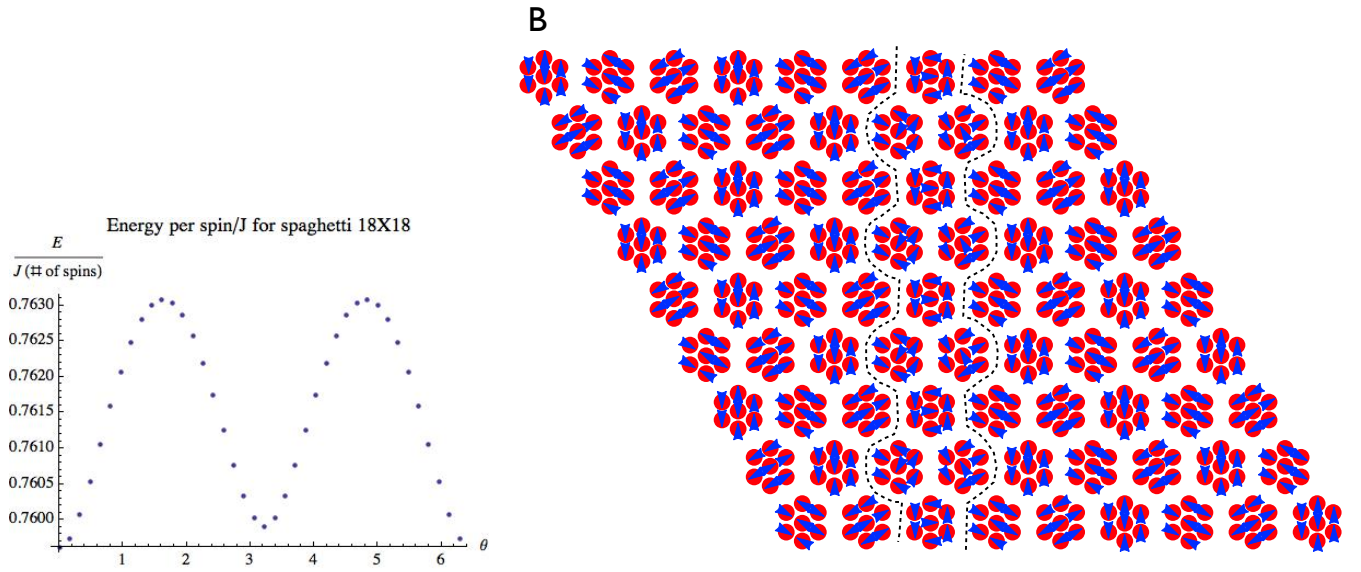 B
Energy per spin/J for spaghetti 18X18
E
J (# of spins)
0.7630
0.7625
0.7620
0.7615
0.7610
0.7605
0.7600
1 2 3 4 5 6 θ